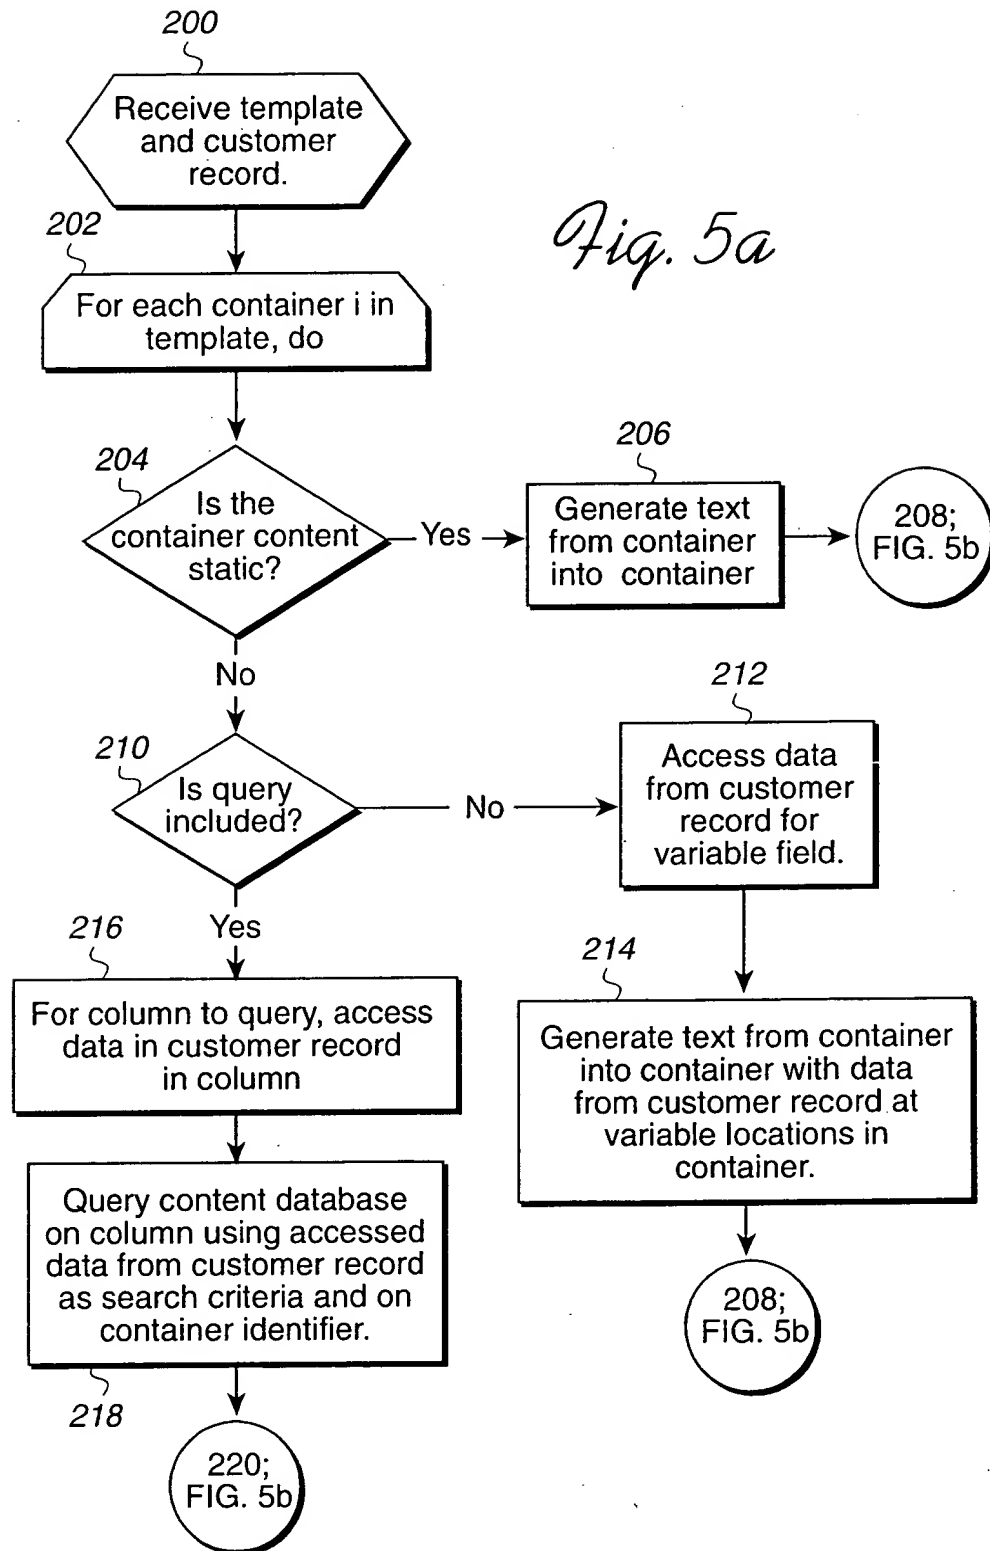 200
Receive template
and customer
record.
Fig. 5a
202
For each container i in
template, do
204
Is the
container content
static?
Yes
206
Generate text
from container
into container
208;
FIG. 5b
No
210
Is query
included?
No
212
Access data
from customer
record for
variable field.
214
Generate text from container
into container with data
from customer record at
variable locations in
container.
208;
FIG. 5b
Yes
216
For column to query, access
data in customer record
in column
Query content database
on column using accessed
data from customer record
as search criteria and on
container identifier.
218
220;
FIG. 5b